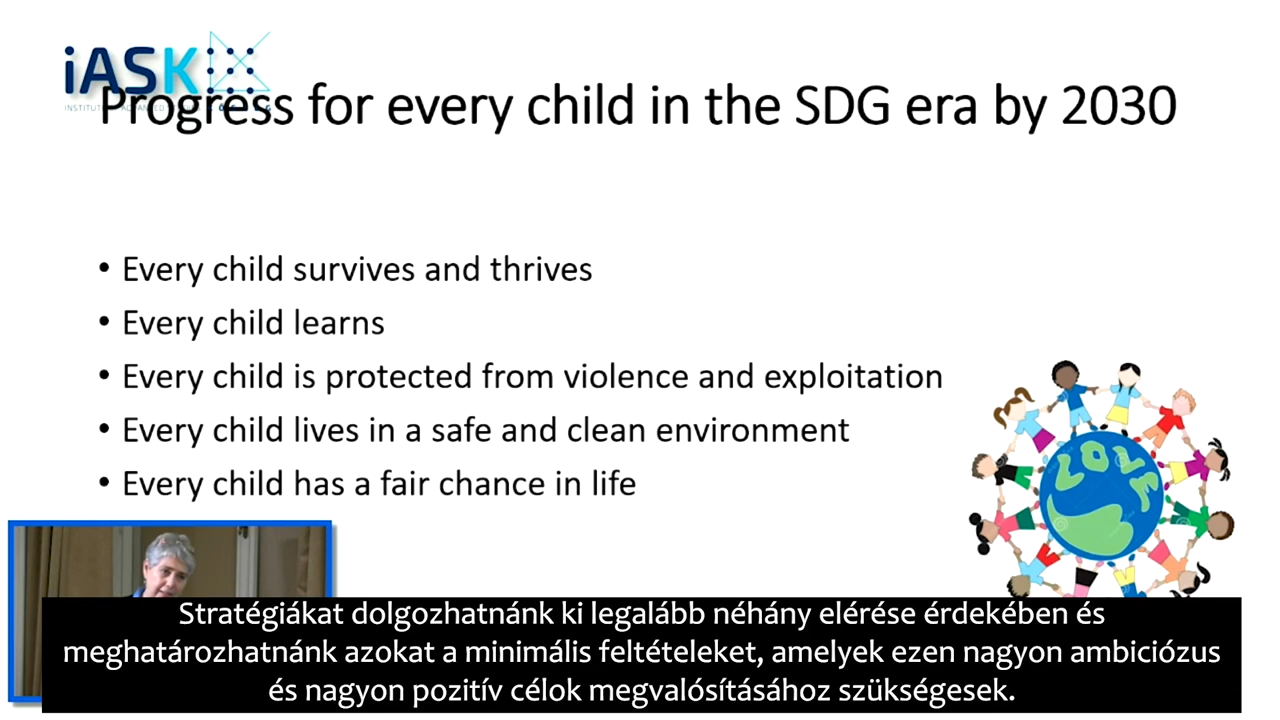 iASK
Progress for every child in the SDG era by 2030
• Every child survives and thrives
• Every child learns
• Every child is protected from violence and exploitation
• Every child lives in a safe and clean environment
• Every child has a fair chance in life
LOVE
Stratégiákat dolgozhatnánk ki legalább néhány elérése érdekében és
meghatározhatnánk azokat a minimális feltételeket, amelyek ezen nagyon ambiciózus
és nagyon pozitív célok megvalósításához szükségesek.